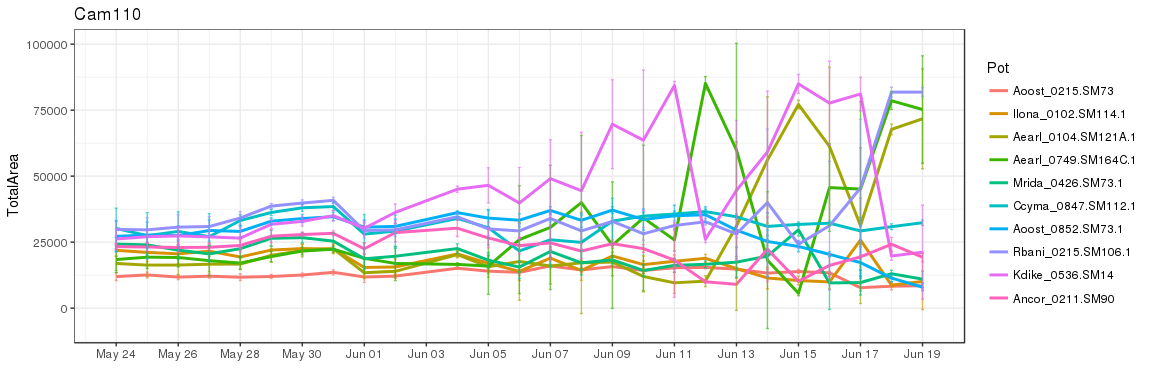 Cam110
TotalArea
100000
75000
50000
25000
0
May 24 May 26 May 28 May 30 Jun 01 Jun 03 Jun 05 Jun 07 Jun 09 Jun 11 Jun 13 Jun 15 Jun 17 Jun 19
Pot
Aoost_0215.SM73
Ilona_0102.SM114.1
Aearl_0104.SM121A.1
Aearl_0749.SM164C.1
Mrida_0426.SM73.1
Ccyma_0847.SM112.1
Aoost_0852.SM73.1
Rbani_0215.SM106.1
Kdike_0536.SM14
Ancor_0211.SM90